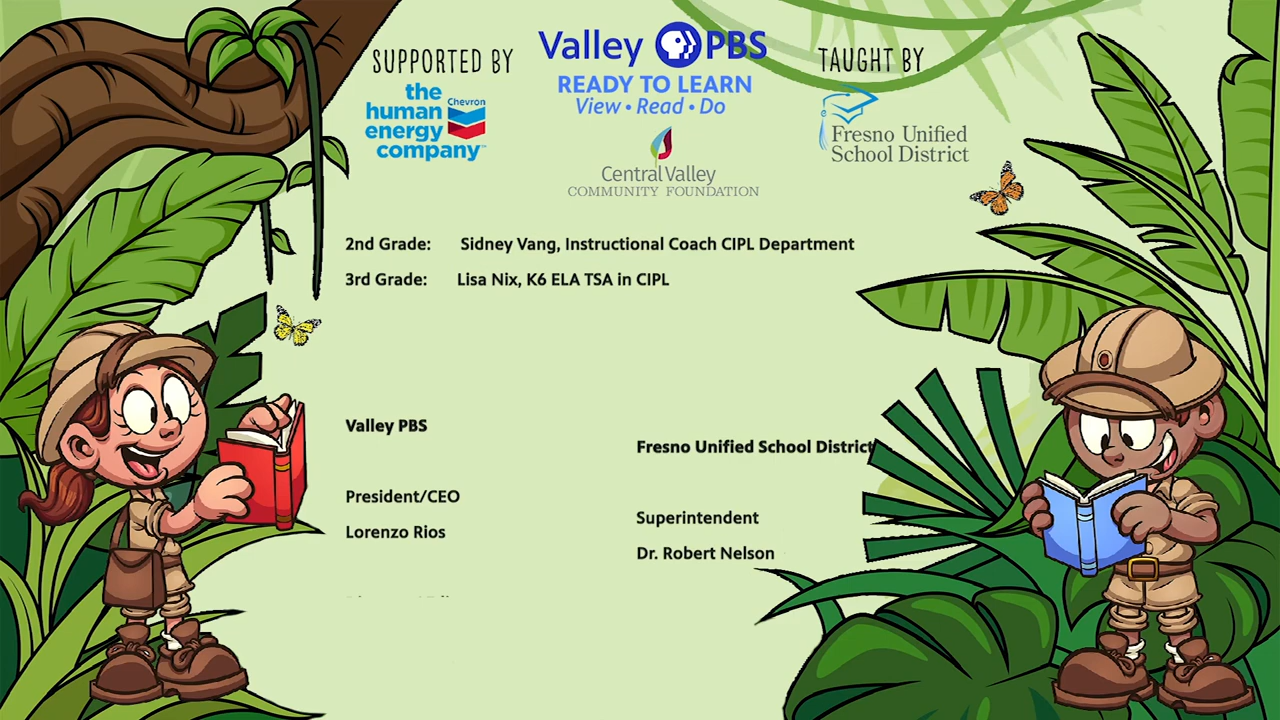 SUPPORTED BY
the
human
energy
company™
Chevron
Valley PBS
READY TO LEARN
View • Read • Do
Central Valley
COMMUNITY FOUNDATION
TAUGHT BY
Fresno Unified
School District
2nd Grade: Sidney Vang, Instructional Coach CIPL Department
3rd Grade: Lisa Nix, K6 ELA TSA in CIPL
Valley PBS
President/CEO
Lorenzo Rios
Fresno Unified School District
Superintendent
Dr. Robert Nelson